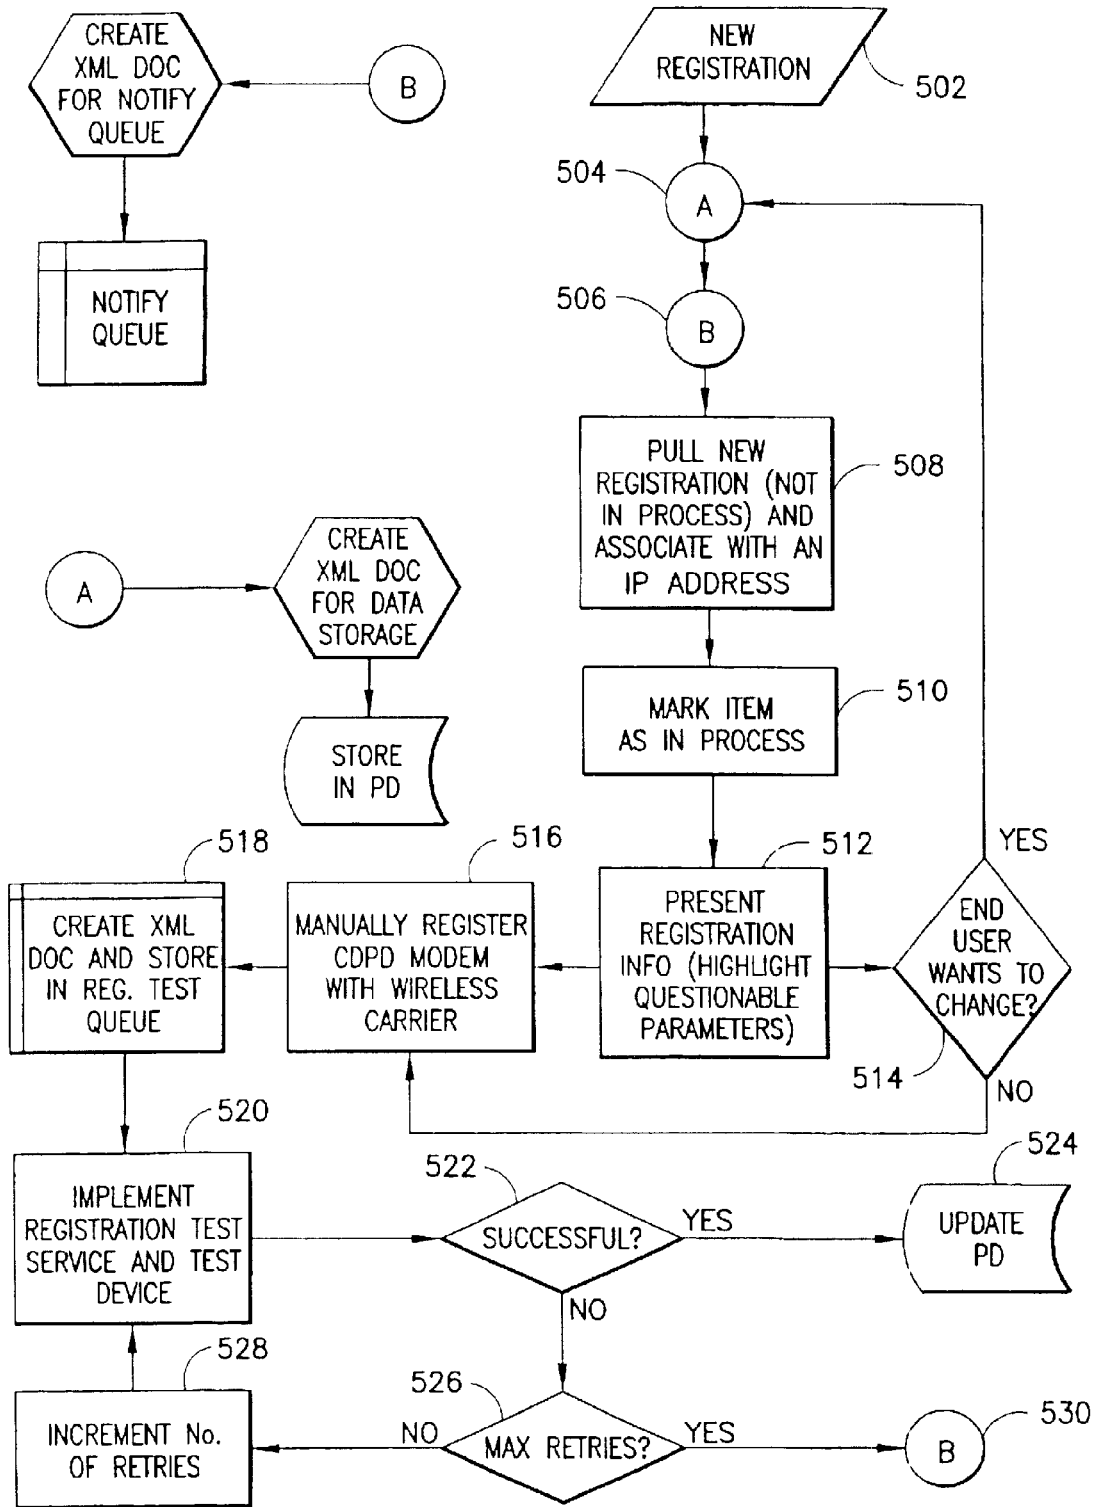 CREATE
XML DOC
FOR NOTIFY
QUEUE
B
NOTIFY
QUEUE
NEW
REGISTRATION
502
504
A
506
B
PULL NEW
REGISTRATION (NOT
IN PROCESS) AND
ASSOCIATE WITH AN
IP ADDRESS
508
A
CREATE
XML DOC
FOR DATA
STORAGE
STORE
IN PD
MARK ITEM
AS IN PROCESS
510
518
CREATE XML
DOC AND STORE
IN REG. TEST
QUEUE
516
MANUALLY REGISTER
CDPD MODEM
WITH WIRELESS
CARRIER
512
PRESENT
REGISTRATION
INFO (HIGHLIGHT
QUESTIONABLE
PARAMETERS)
YES
END
USER
WANTS TO
CHANGE?
514
NO
520
IMPLEMENT
REGISTRATION TEST
SERVICE AND TEST
DEVICE
522
SUCCESSFUL?
YES
524
UPDATE
PD
NO
528
INCREMENT No.
OF RETRIES
526
NO
MAX RETRIES?
YES
B
530